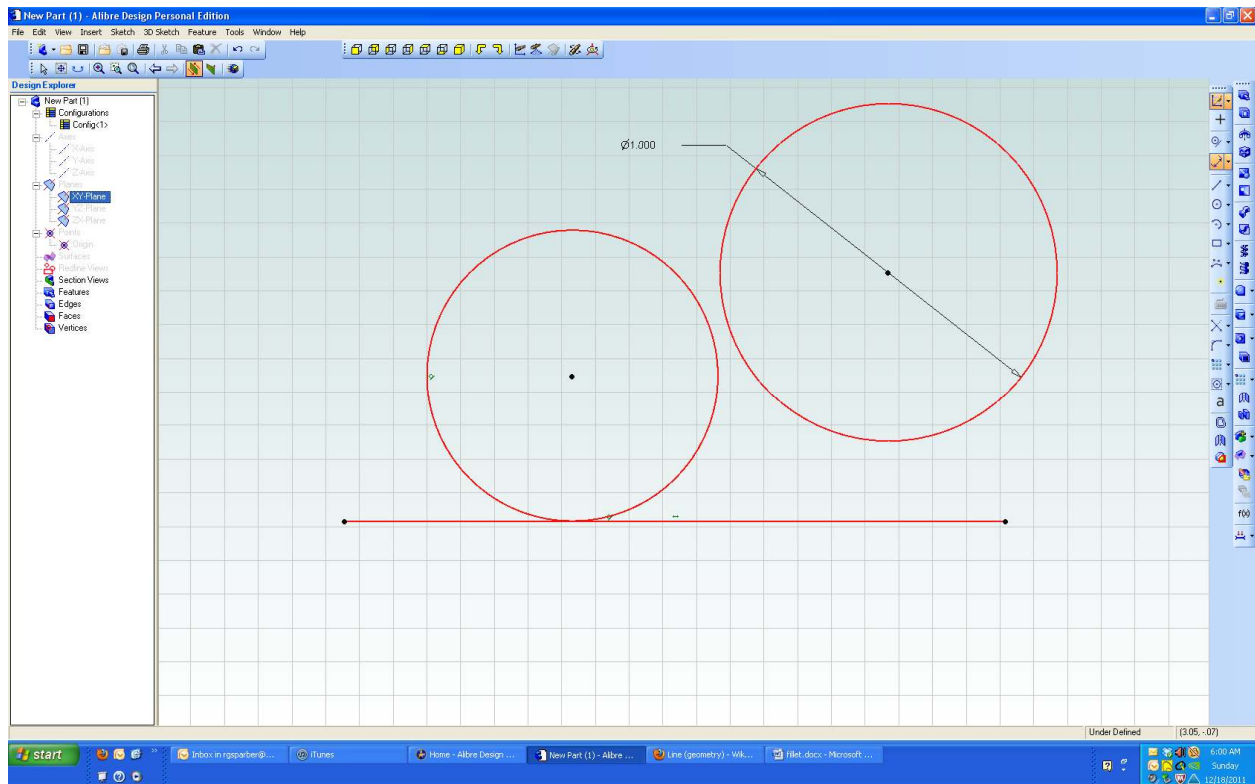 New Part (1) - Alibre Design Personal Edition
File Edit View Insert Sketch 3D Sketch Feature Tools Window Help
Design Explorer
New Part (1)
Configurations
Config<1>
Axes
X-Axis
Y-Axis
Z-Axis
Planes
XY-Plane
YZ-Plane
ZX-Plane
Points
Origin
Surfaces
Redline Views
Section Views
Features
Edges
Faces
Vertices
Ø1.000
a
f(x)
Under Defined (3.05, -.07)
start
Inbox in rgsparber@...
iTunes
Home - Alibre Design ...
New Part (1) - Alibre ...
Line (geometry) - Wik...
fillet.docx - Microsoft ...
6:00 AM
Sunday
12/18/2011